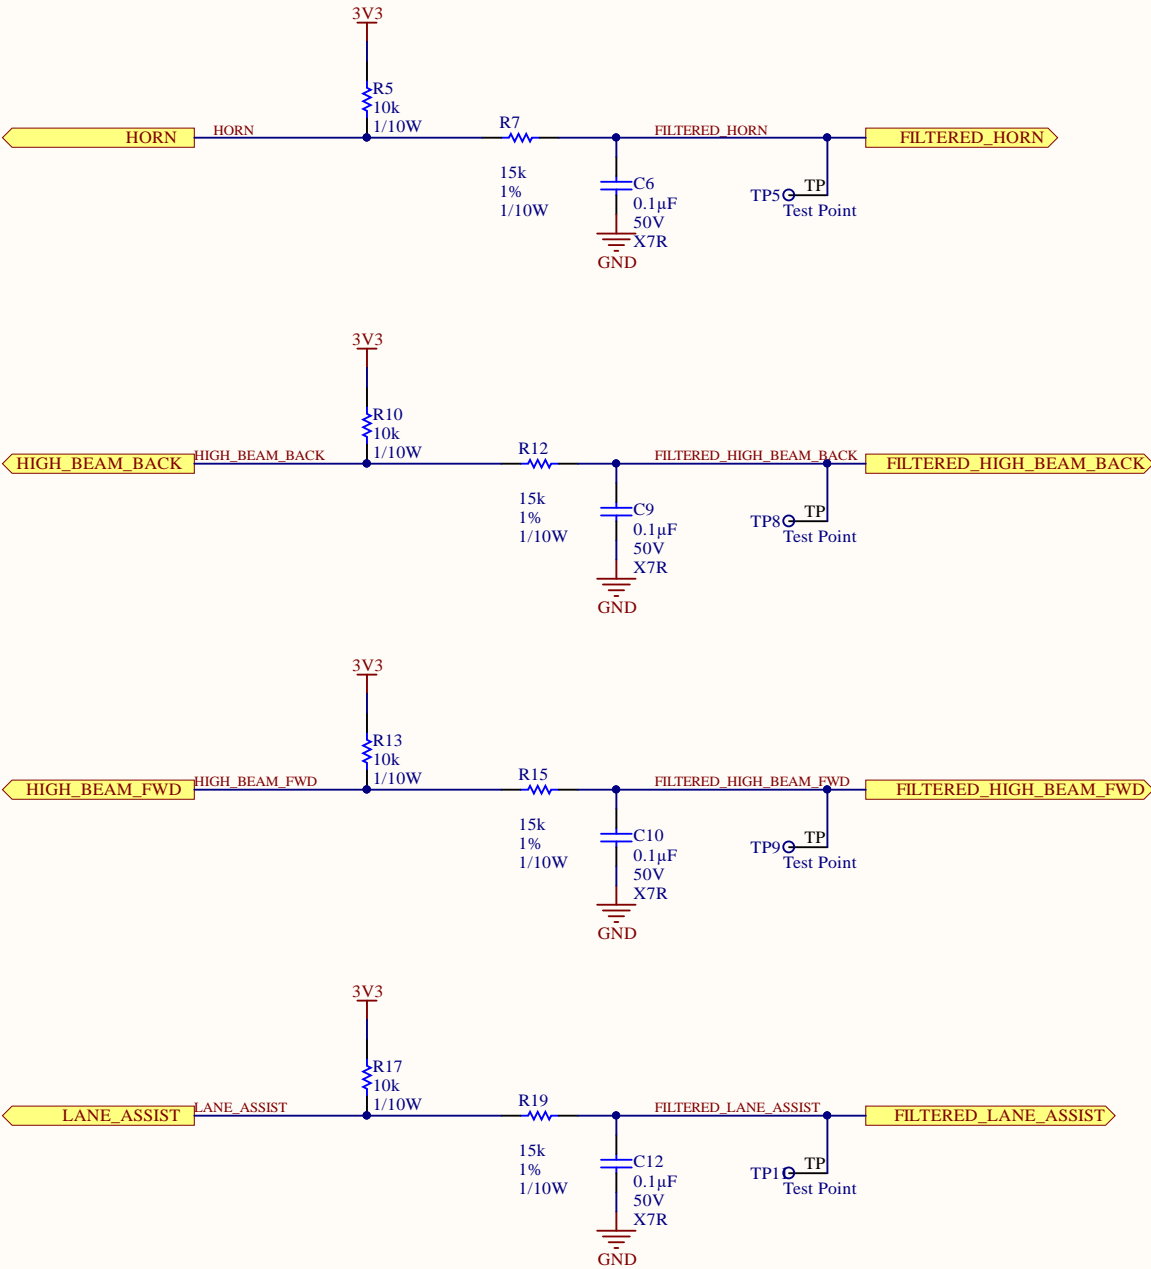 3V3
R5
10k
1/10W
HORN
HORN
R7
15k
1%
1/10W
FILTERED_HORN
FILTERED_HORN
C6
0.1µF
50V
X7R
GND
TP5
TP
Test Point
3V3
R10
10k
1/10W
HIGH_BEAM_BACK
HIGH_BEAM_BACK
R12
15k
1%
1/10W
FILTERED_HIGH_BEAM_BACK
FILTERED_HIGH_BEAM_BACK
C9
0.1µF
50V
X7R
GND
TP8
TP
Test Point
3V3
R13
10k
1/10W
HIGH_BEAM_FWD
HIGH_BEAM_FWD
R15
15k
1%
1/10W
FILTERED_HIGH_BEAM_FWD
FILTERED_HIGH_BEAM_FWD
C10
0.1µF
50V
X7R
GND
TP9
TP
Test Point
3V3
R17
10k
1/10W
LANE_ASSIST
LANE_ASSIST
R19
15k
1%
1/10W
FILTERED_LANE_ASSIST
FILTERED_LANE_ASSIST
C12
0.1µF
50V
X7R
GND
TP
Test Point